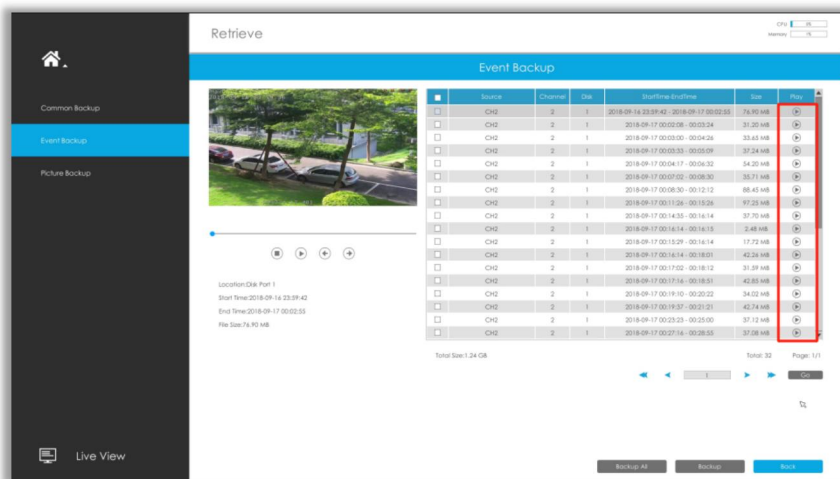 Retrieve
CPU
Memory
Event Backup
Common Backup
Event Backup
Picture Backup
Live View
Source Channel Disk StartTime-EndTime Size Play
CH2 2 1 2018-09-16 23:59:42 - 2018-09-17 00:02:55 76.90 MB
CH2 2 1 2018-09-17 00:02:08 - 00:03:24 31.20 MB
CH2 2 1 2018-09-17 00:03:00 - 00:04:26 33.65 MB
CH2 2 1 2018-09-17 00:03:33 - 00:05:09 37.24 MB
CH2 2 1 2018-09-17 00:04:17 - 00:06:32 54.20 MB
CH2 2 1 2018-09-17 00:07:02 - 00:08:30 35.71 MB
CH2 2 1 2018-09-17 00:08:30 - 00:12:12 88.45 MB
CH2 2 1 2018-09-17 00:11:26 - 00:15:26 97.25 MB
CH2 2 1 2018-09-17 00:14:35 - 00:16:14 37.70 MB
CH2 2 1 2018-09-17 00:16:14 - 00:16:15 2.48 MB
CH2 2 1 2018-09-17 00:15:29 - 00:16:14 17.72 MB
CH2 2 1 2018-09-17 00:16:14 - 00:18:01 42.26 MB
CH2 2 1 2018-09-17 00:17:02 - 00:18:12 31.39 MB
CH2 2 1 2018-09-17 00:17:16 - 00:18:51 42.85 MB
CH2 2 1 2018-09-17 00:19:10 - 00:20:22 34.02 MB
CH2 2 1 2018-09-17 00:19:37 - 00:21:21 42.74 MB
CH2 2 1 2018-09-17 00:23:23 - 00:25:00 37.12 MB
CH2 2 1 2018-09-17 00:27:16 - 00:28:55 37.08 MB
Location:Disk Part 1
Start Time:2018-09-16 23:59:42
End Time:2018-09-17 00:02:55
File Size:76.90 MB
Total Size:1.24 GB Total: 32 Page: 1/1
1 Go
Backup All Backup Back